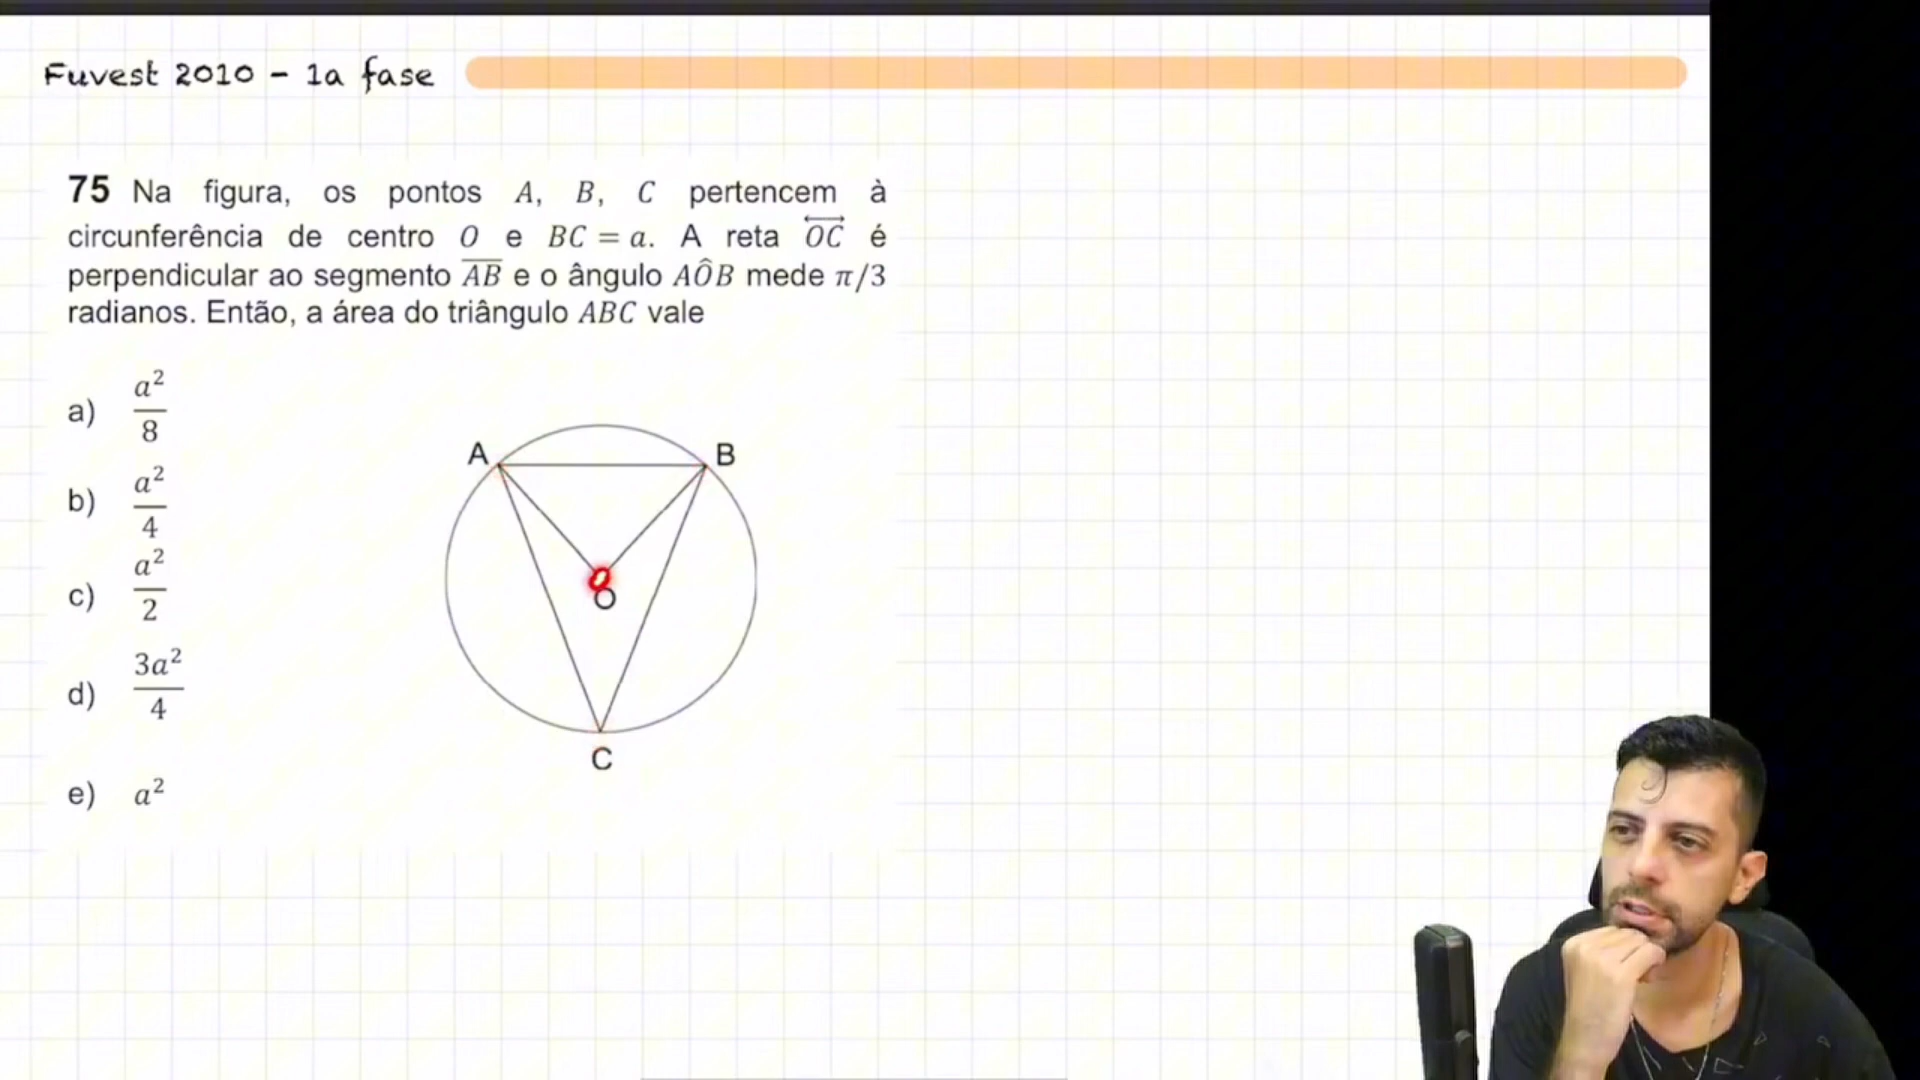 Fuvest 2010 - 1a fase
75 Na figura, os pontos A, B, C pertencem à
circunferência de centro O e BC = a. A reta \overleftrightarrow{OC} é
perpendicular ao segmento \overline{AB} e o ângulo AÔB mede π/3
radianos. Então, a área do triângulo ABC vale
a) a²/8
b) a²/4
c) a²/2
d) 3a²/4
e) a²
A
B
O
C